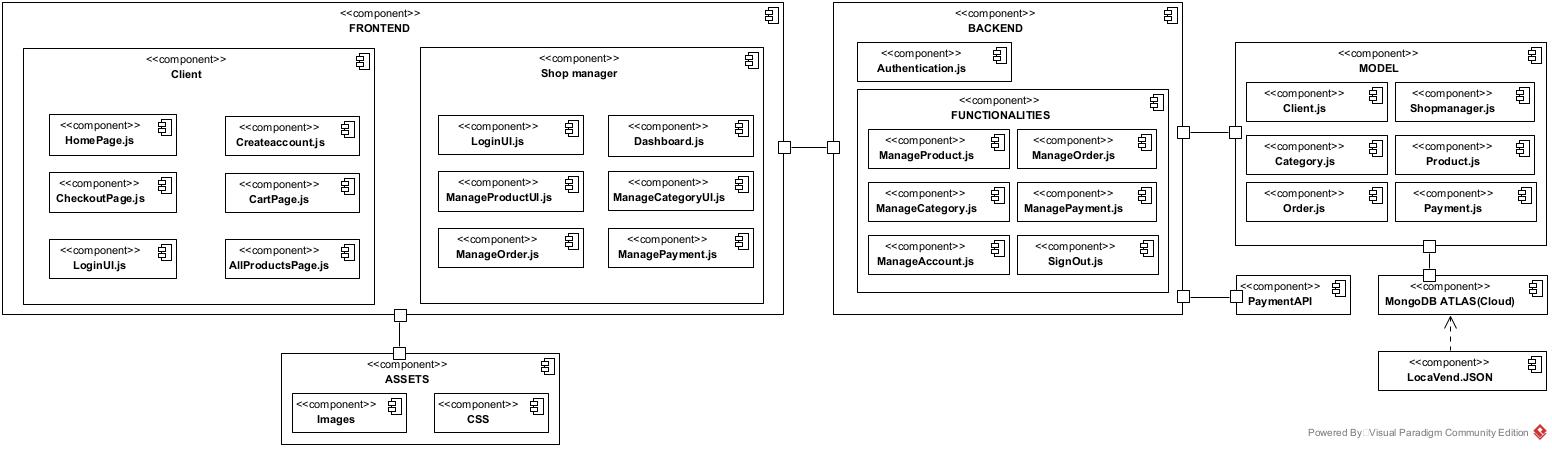 <<component>>
FRONTEND
<<component>>
Client
<<component>>
HomePage.js
<<component>>
Createaccount.js
<<component>>
CheckoutPage.js
<<component>>
CartPage.js
<<component>>
LoginUI.js
<<component>>
AllProductsPage.js
<<component>>
Shop manager
<<component>>
LoginUI.js
<<component>>
Dashboard.js
<<component>>
ManageProductUI.js
<<component>>
ManageCategoryUI.js
<<component>>
ManageOrder.js
<<component>>
ManagePayment.js
<<component>>
ASSETS
<<component>>
Images
<<component>>
CSS
<<component>>
BACKEND
<<component>>
Authentication.js
<<component>>
FUNCTIONALITIES
<<component>>
ManageProduct.js
<<component>>
ManageOrder.js
<<component>>
ManageCategory.js
<<component>>
ManagePayment.js
<<component>>
ManageAccount.js
<<component>>
SignOut.js
<<component>>
MODEL
<<component>>
Client.js
<<component>>
Shopmanager.js
<<component>>
Category.js
<<component>>
Product.js
<<component>>
Order.js
<<component>>
Payment.js
<<component>>
PaymentAPI
<<component>>
MongoDB ATLAS(Cloud)
<<component>>
LocaVend.JSON
Powered By Visual Paradigm Community Edition